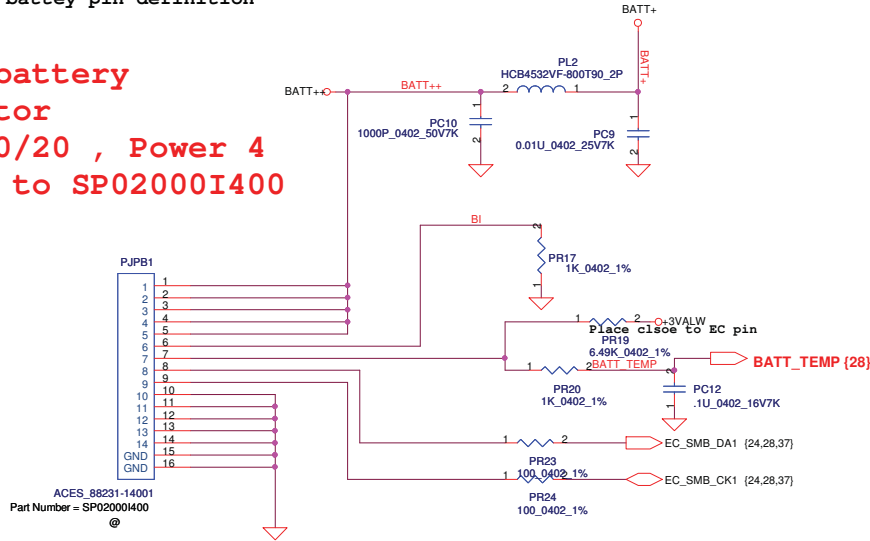 battey pin definition
battery
tor
0/20 , Power 4
to SP02000I400
BATT+
BATT+
BATT++
BATT++
PL2
HCB4532VF-800T90_2P
2
1
PC10
1000P_0402_50V7K
1
2
PC9
0.01U_0402_25V7K
1
2
BI
2
PR17
1K_0402_1%
1
PJPB1
1 1
2 2
3 3
4 4
5 5
6 6
7 7
8 8
9 9
10 10
11 11
12 12
13 13
14 14
GND 15
GND 16
ACES_88231-14001
Part Number = SP02000I400
@
1 2
+3VALW
Place clsoe to EC pin
PR19
6.49K_0402_1%
1 2
BATT_TEMP
PR20
1K_0402_1%
BATT_TEMP {28}
2
PC12
.1U_0402_16V7K
1
1 2
EC_SMB_DA1 {24,28,37}
PR23
100_0402_1%
1 2
EC_SMB_CK1 {24,28,37}
PR24
100_0402_1%